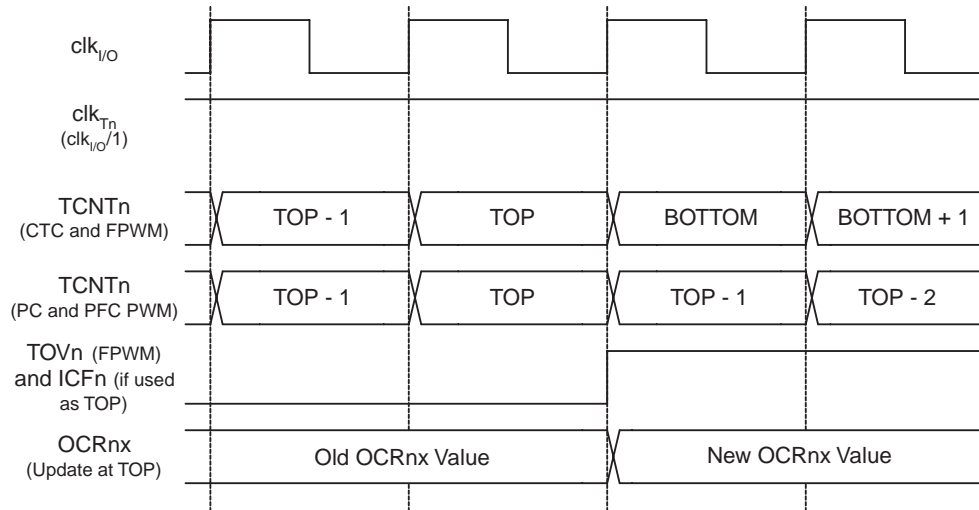 clkI/O
clkTn
(clkI/O/1)
TCNTn
(CTC and FPWM)
TOP - 1 TOP BOTTOM BOTTOM + 1
TCNTn
(PC and PFC PWM)
TOP - 1 TOP TOP - 1 TOP - 2
TOVn (FPWM)
and ICFn (if used
as TOP)
OCRnx
(Update at TOP)
Old OCRnx Value New OCRnx Value